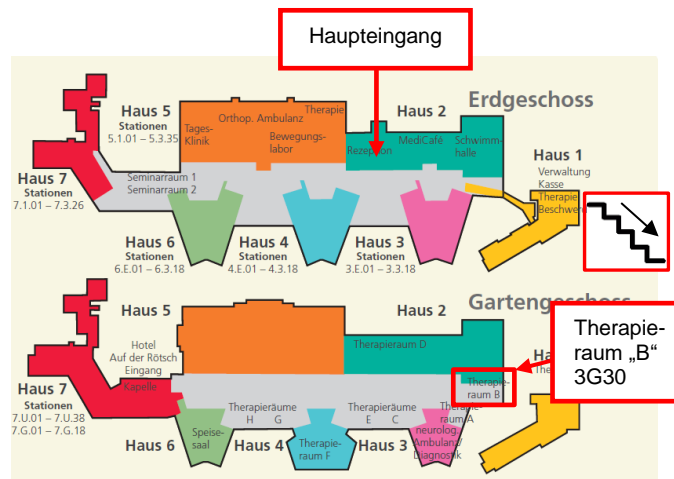 Haupteingang
Erdgeschoss
Haus 5
Stationen
5.1.01 – 5.3.35
Tages-
Klinik
Orthop. Ambulanz
Therapie
Bewegungs-
labor
Haus 2
Rezeption
MediCafé
Schwimm-
halle
Haus 1
Verwaltung
Kasse
Therapie
Beschwer
Haus 7
Stationen
7.1.01 – 7.3.26
Seminarraum 1
Seminarraum 2
Haus 6
Stationen
6.E.01 – 6.3.18
Haus 4
Stationen
4.E.01 – 4.3.18
Haus 3
Stationen
3.E.01 – 3.3.18
Gartengeschoss
Haus 5
Haus 2
Hotel
Auf der Rötsch
Eingang
Kapelle
Therapieraum D
Therapie-
raum „B“
3G30
Haus 7
Stationen
7.U.01 – 7.U.38
7.G.01 – 7.G.18
Therapie-
raum B
Therapieräume
H G
Therapieräume
E C
Therapie-
raum A
neurolog.
Ambulanz/
Diagnostik
Speise-
saal
Therapie-
raum F
Haus 6
Haus 4
Haus 3